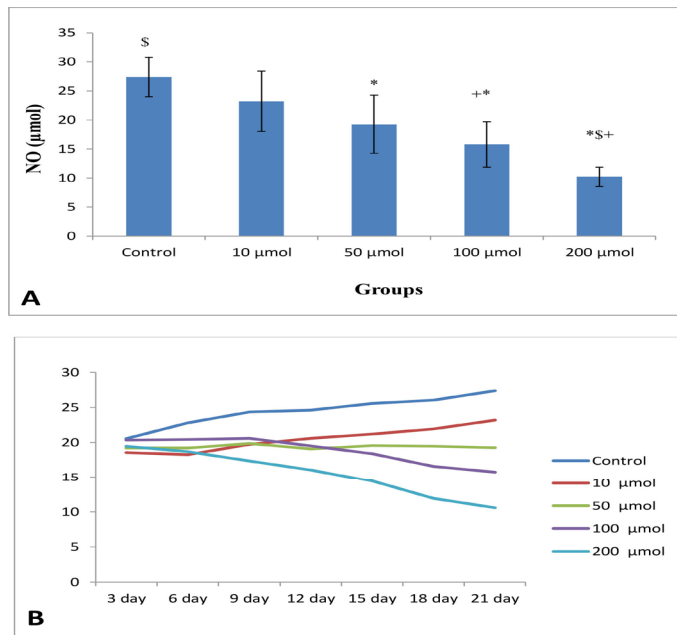 35
30
25
20
15
10
5
0
NO (µmol)
$
*
+*
*$+
Control 10 µmol 50 µmol 100 µmol 200 µmol
Groups
A
30
25
20
15
10
5
0
3 day 6 day 9 day 12 day 15 day 18 day 21 day
Control
10 µmol
50 µmol
100 µmol
200 µmol
B